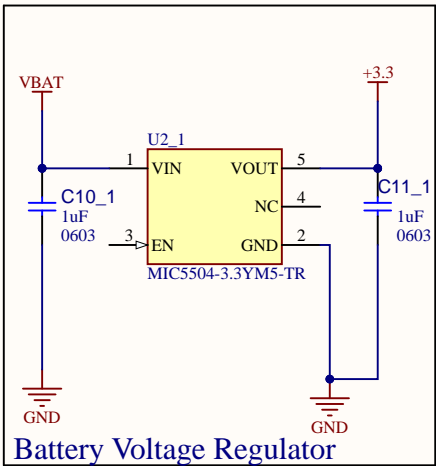 VBAT
+3.3
U2_1
1
VIN
VOUT
5
C10_1
1uF
0603
NC
4
C11_1
1uF
0603
3
EN
GND
2
MIC5504-3.3YM5-TR
GND
GND
Battery Voltage Regulator